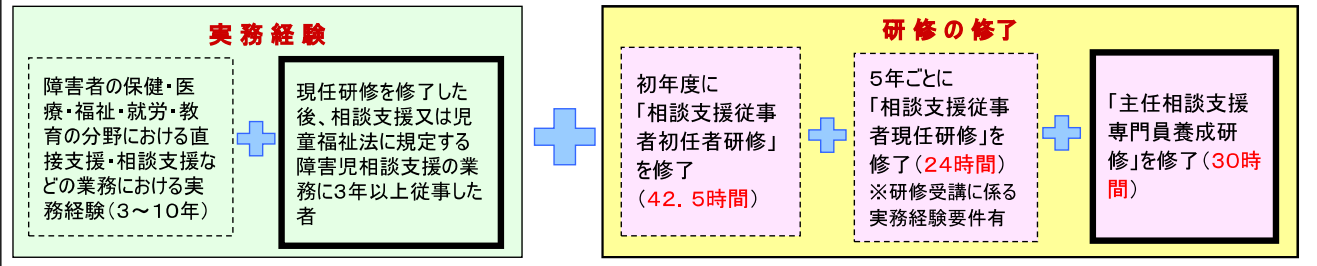 実務経験
障害者の保健・医
療・福祉・就労・教
育の分野における直
接支援・相談支援な
どの業務における実
務経験（３～１０年）
現任研修を修了した
後、相談支援又は児
童福祉法に規定する
障害児相談支援の業
務に３年以上従事した
者
研修の修了
初年度に
「相談支援従事
者初任者研修」
を修了
（４２．５時間）
５年ごとに
「相談支援従事
者現任研修」を
修了（２４時間）
※研修受講に係る
実務経験要件有
「主任相談支援
専門員養成研
修」を修了（３０時
間）